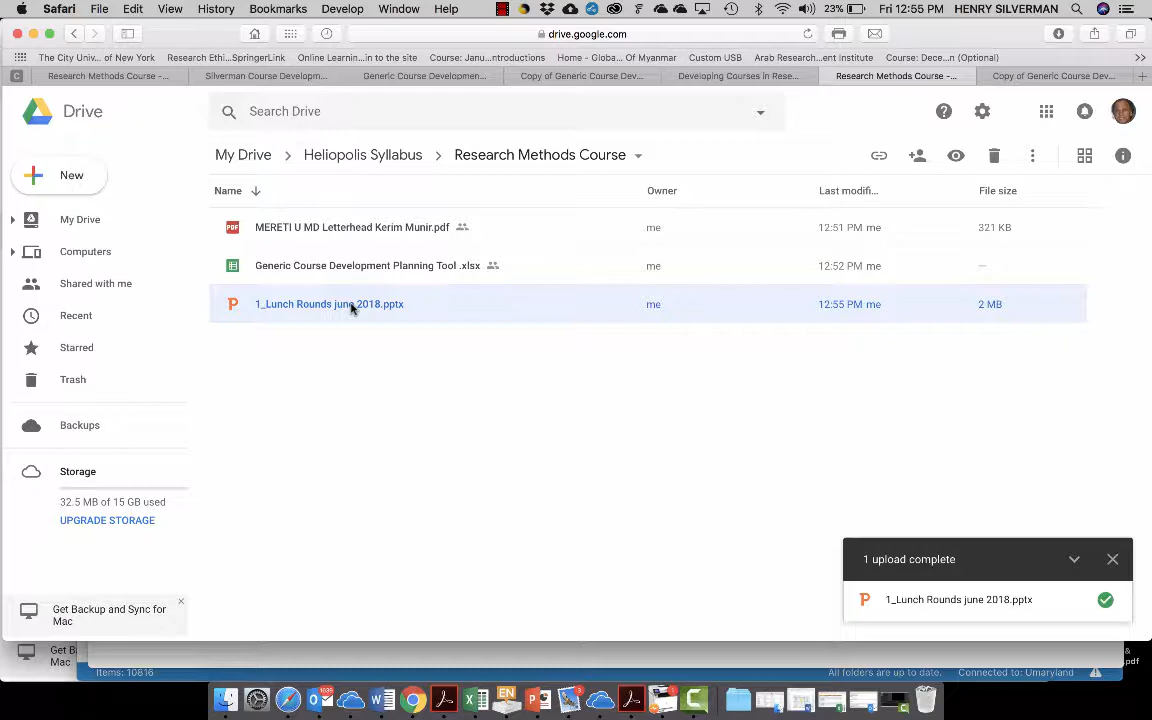 Safari File Edit View History Bookmarks Develop Window Help 23% Fri 12:55 PM HENRY SILVERMAN
drive.google.com
The City Univ... of New York Research Ethi...SpringerLink Online Learnin...in to the site Course: Janu...ntroductions Home - Globa... Of Myanmar Custom USB Arab Research...ent Institute Course: Dece...n (Optional) >>
C Research Methods Course -... Silverman Course Developm... Generic Course Developmen... Copy of Generic Course Dev... Developing Courses in Rese... Research Methods Course -... Copy of Generic Course Dev... +
Drive Search Drive
New My Drive > Heliopolis Syllabus > Research Methods Course
Name Owner Last modifi... File size
My Drive
Computers
Shared with me
Recent
Starred
Trash
Backups
Storage
32.5 MB of 15 GB used
UPGRADE STORAGE
Get Backup and Sync for
Mac
PDF MERETI U MD Letterhead Kerim Munir.pdf me 12:51 PM me 321 KB
Generic Course Development Planning Tool .xlsx me 12:52 PM me —
P 1_Lunch Rounds june 2018.pptx me 12:55 PM me 2 MB
1 upload complete
P 1_Lunch Rounds june 2018.pptx
Get B
Mac
Items: 10816 All folders are up to date. Connected to: Umaryland
&
.pdf